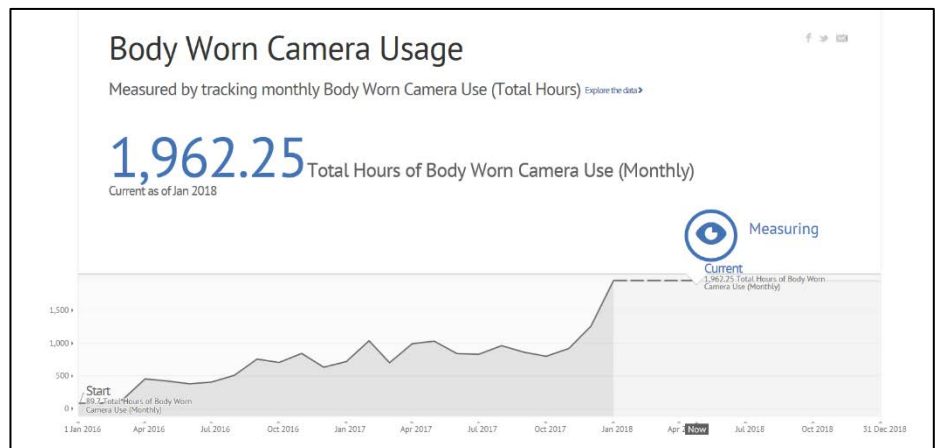 Body Worn Camera Usage
Measured by tracking monthly Body Worn Camera Use (Total Hours) Explore the data
1,962.25 Total Hours of Body Worn Camera Use (Monthly)
Current as of Jan 2018
Measuring
Current
1,962.25 Total Hours of Body Worn
Camera Use (Monthly)
1,500
1,000
500
0
Start
89.7 Total Hours of Body Worn
Camera Use (Monthly)
1 Jan 2016 Apr 2016 Jul 2016 Oct 2016 Jan 2017 Apr 2017 Jul 2017 Oct 2017 Jan 2018 Apr Now Jul 2018 Oct 2018 31 Dec 2018